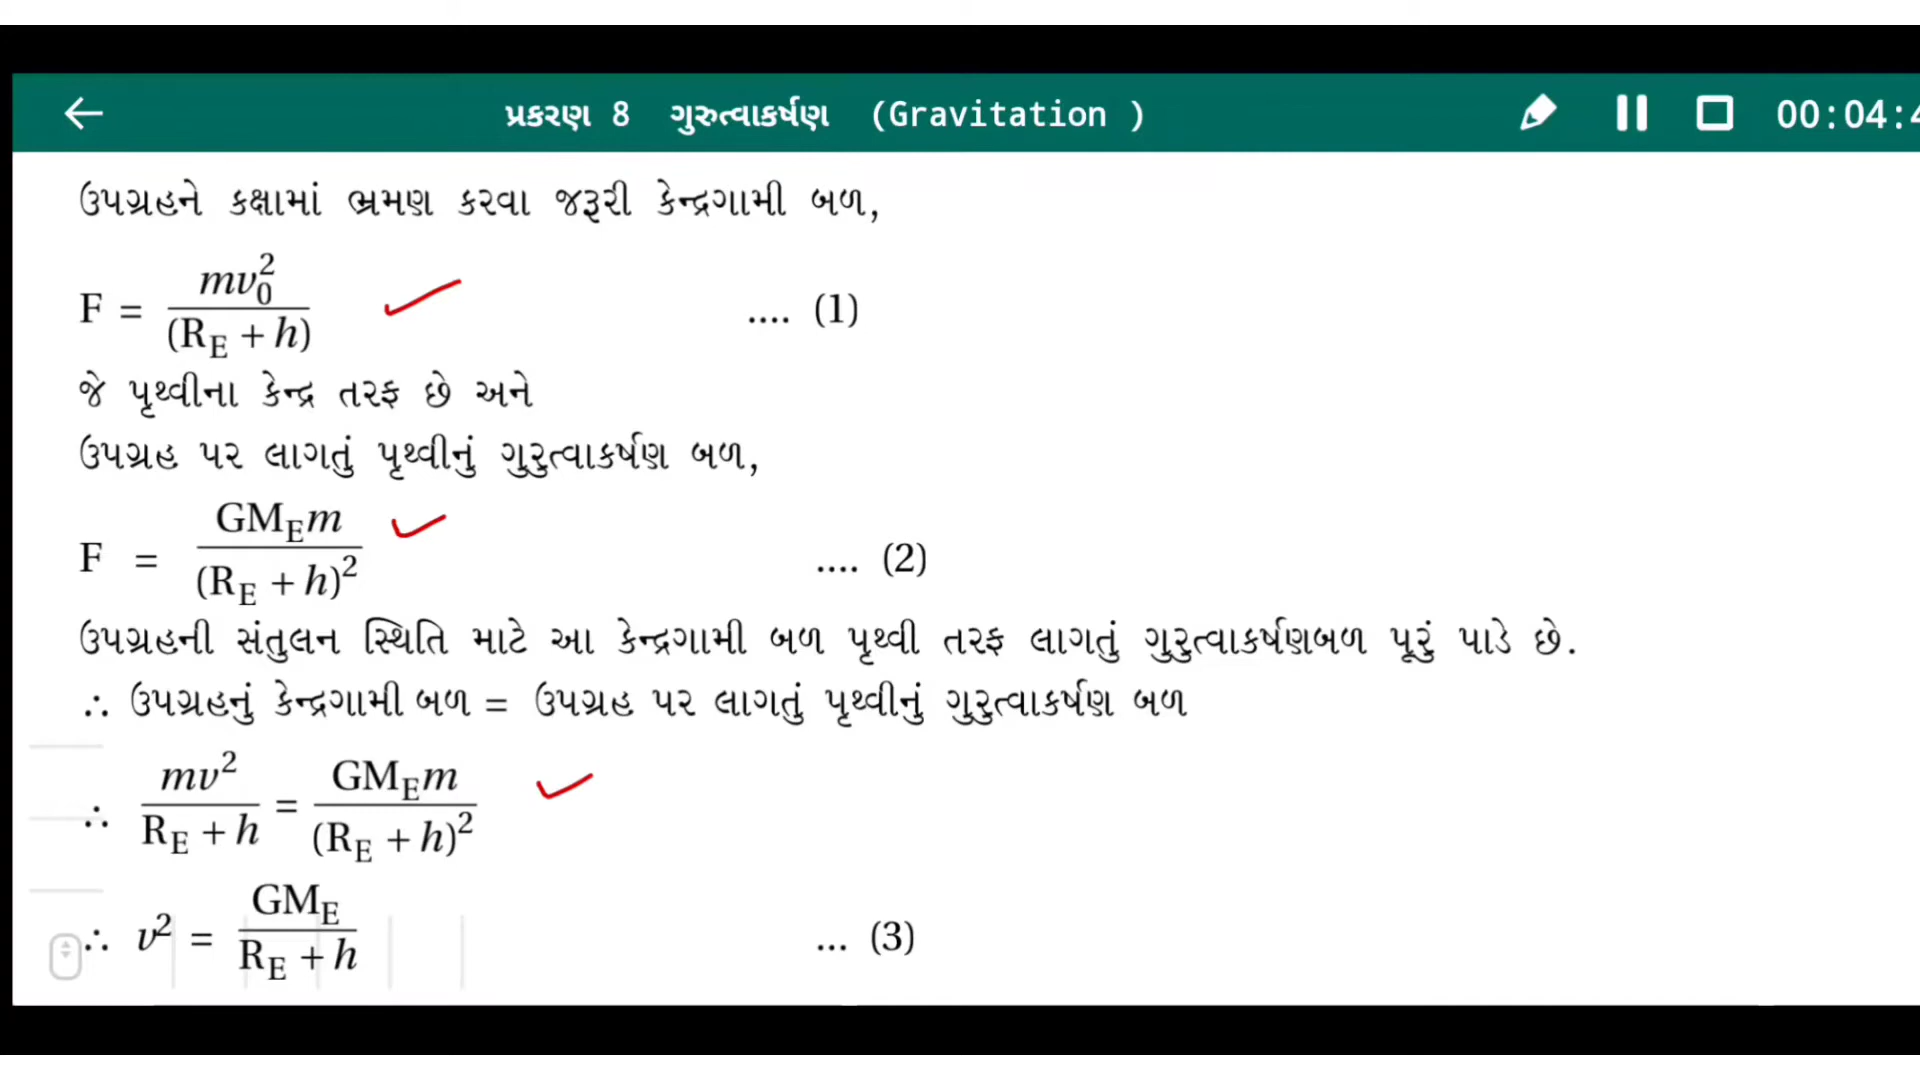 પ્રકરણ 8 ગુરુત્વાકર્ષણ (Gravitation ) 00:04:4
ઉપગ્રહને કક્ષામાં ભ્રમણ કરવા જરૂરી કેન્દ્રગામી બળ,
F = mv₀²/(R_E + h) .... (1)
જે પૃથ્વીના કેન્દ્ર તરફ છે અને
ઉપગ્રહ પર લાગતું પૃથ્વીનું ગુરુત્વાકર્ષણ બળ,
F = GM_E m/(R_E + h)² .... (2)
ઉપગ્રહની સંતુલન સ્થિતિ માટે આ કેન્દ્રગામી બળ પૃથ્વી તરફ લાગતું ગુરુત્વાકર્ષણબળ પૂરું પાડે છે.
∴ ઉપગ્રહનું કેન્દ્રગામી બળ = ઉપગ્રહ પર લાગતું પૃથ્વીનું ગુરુત્વાકર્ષણ બળ
∴ mv²/R_E + h = GM_E m/(R_E + h)²
∴ v² = GM_E/R_E + h ... (3)